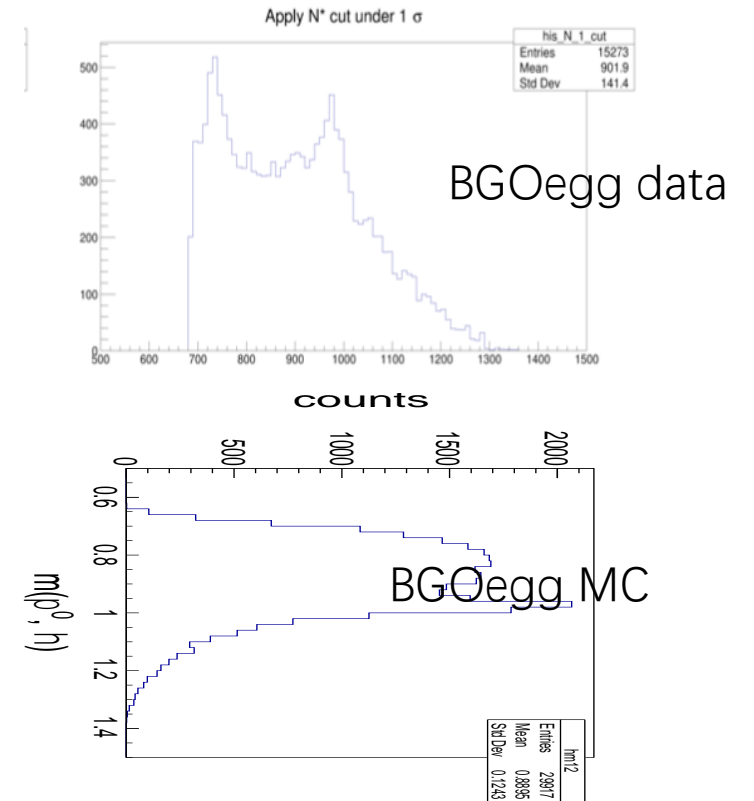 Apply N* cut under 1 σ
his_N_1_cut
Entries 15273
Mean 901.9
Std Dev 141.4
500
400
300
200
100
0
500 600 700 800 900 1000 1100 1200 1300 1400 1500
BGOegg data
counts
0 500 1000 1500 2000
0.6
0.8
1
1.2
1.4
m(p⁰, h)
BGOegg MC
hm12
Entries 29917
Mean 0.8895
Std Dev 0.1243